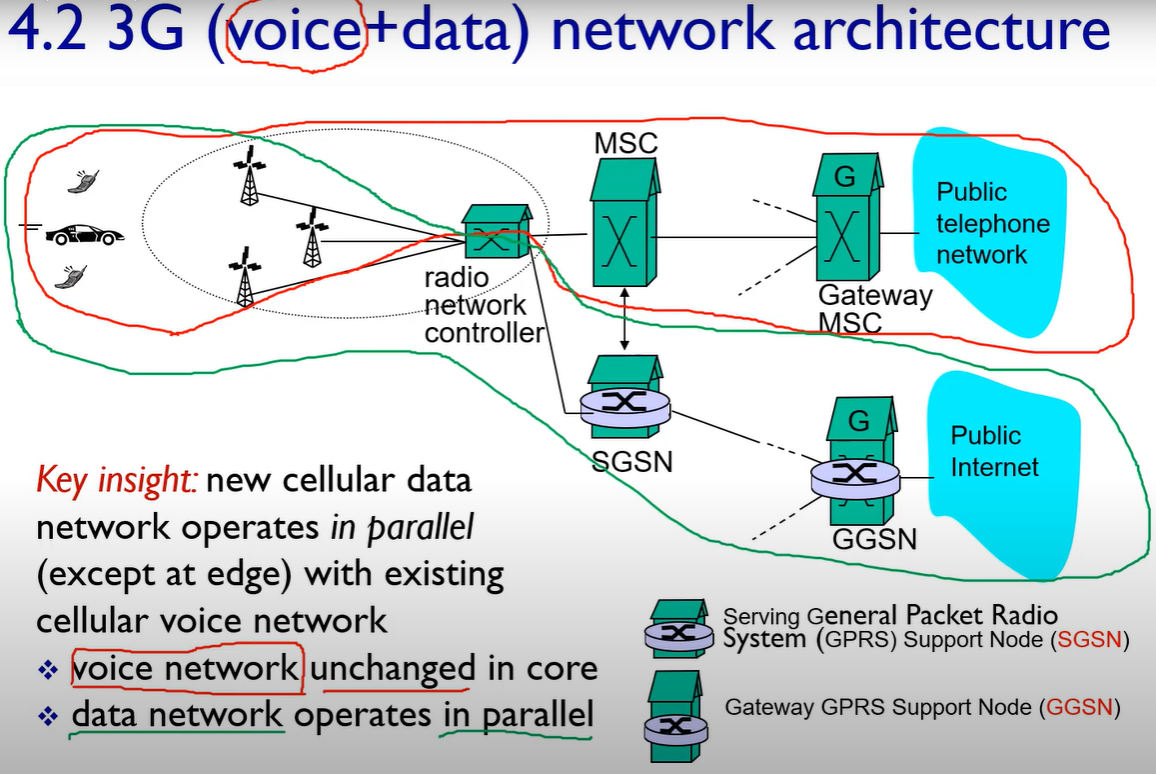 4.2 3G (voice+data) network architecture
MSC
G
Public
telephone
network
radio
network
controller
Gateway
MSC
SGSN
G
Public
Internet
GGSN
Key insight: new cellular data
network operates in parallel
(except at edge) with existing
cellular voice network
❖ voice network unchanged in core
❖ data network operates in parallel
Serving General Packet Radio
System (GPRS) Support Node (SGSN)
Gateway GPRS Support Node (GGSN)